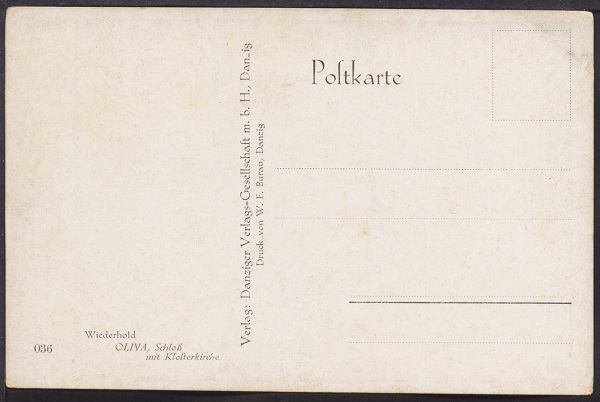 Poſtkarte
Verlag: Danziger Verlags-Geſellſchaft m. b. H., Danzig
Druck von W. F. Burau, Danzig
Wiederhold
036
OLIVA, Schloß
mit Kloſterkirche